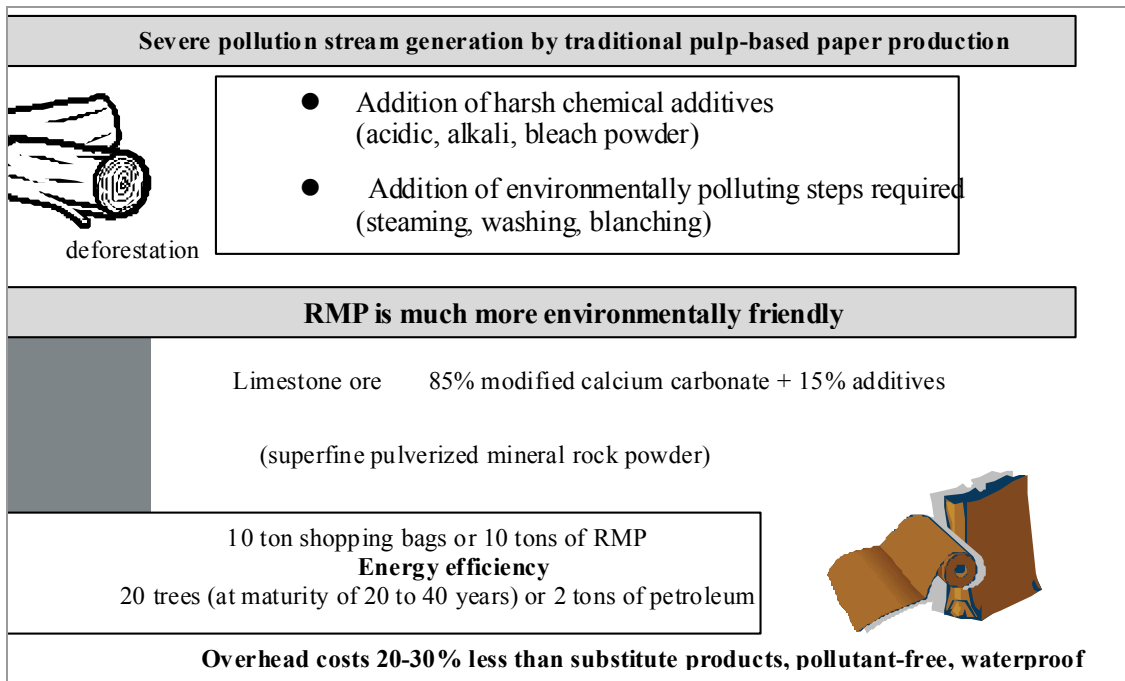 Severe pollution stream generation by traditional pulp-based paper production
● Addition of harsh chemical additives
(acidic, alkali, bleach powder)
● Addition of environmentally polluting steps required
(steaming, washing, blanching)
deforestation
RMP is much more environmentally friendly
Limestone ore 85% modified calcium carbonate + 15% additives
(superfine pulverized mineral rock powder)
10 ton shopping bags or 10 tons of RMP
Energy efficiency
20 trees (at maturity of 20 to 40 years) or 2 tons of petroleum
Overhead costs 20-30% less than substitute products, pollutant-free, waterproof